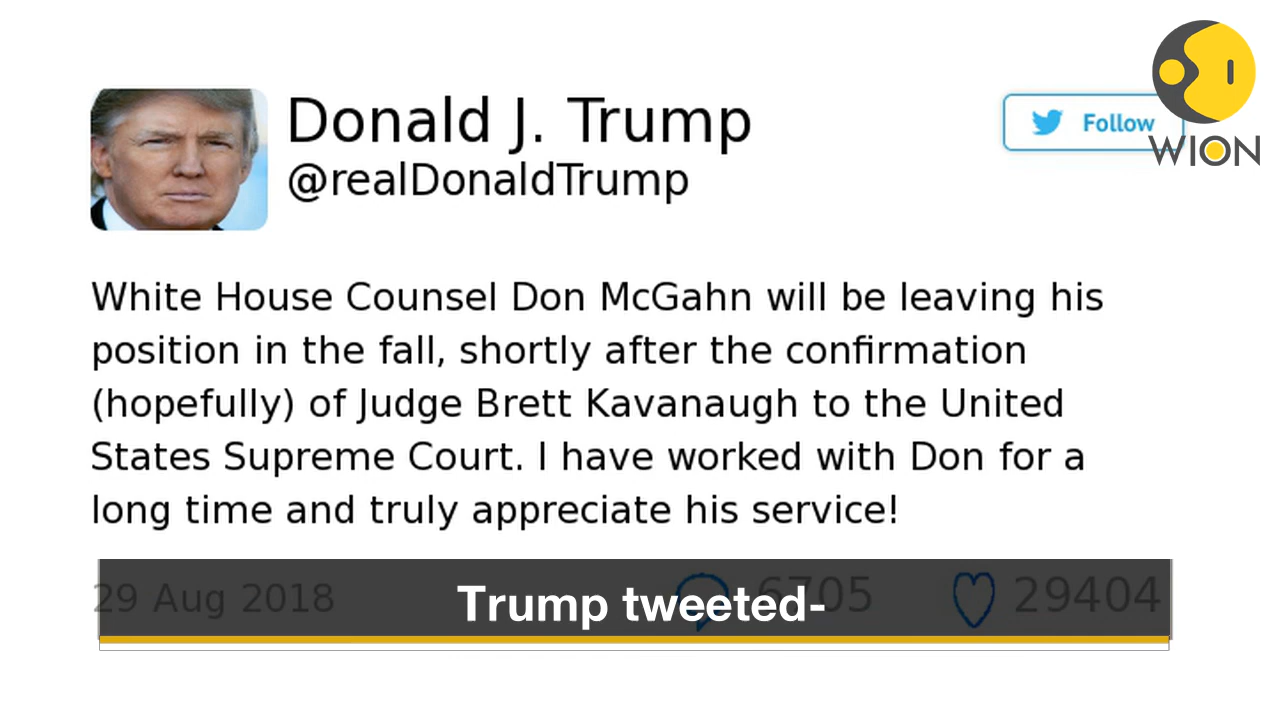 Donald J. Trump
@realDonaldTrump
Follow
WION
White House Counsel Don McGahn will be leaving his
position in the fall, shortly after the confirmation
(hopefully) of Judge Brett Kavanaugh to the United
States Supreme Court. I have worked with Don for a
long time and truly appreciate his service!
29 Aug 2018 6705 29404
Trump tweeted-